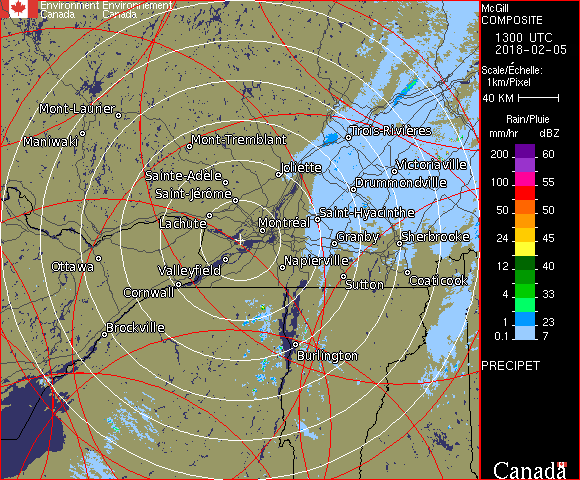 Environment Environnement
Canada Canada
McGill
COMPOSITE
1300 UTC
2018-02-05
Scale/Échelle:
1km/Pixel
40 KM
Rain/Pluie
mm/hr dBZ
200 60
100 55
50 50
24 45
12 40
4 33
1 23
0.1 7
PRECIPET
Canada
Mont-Laurier
Maniwaki
Mont-Tremblant
Trois-Rivières
Sainte-Adèle
Joliette
Victoriaville
Saint-Jérôme
Drummondville
Lachute
Saint-Hyacinthe
Montréal
Granby
Sherbrooke
Ottawa
Valleyfield
Napierville
Cornwall
Sutton
Coaticook
Brockville
Burlington